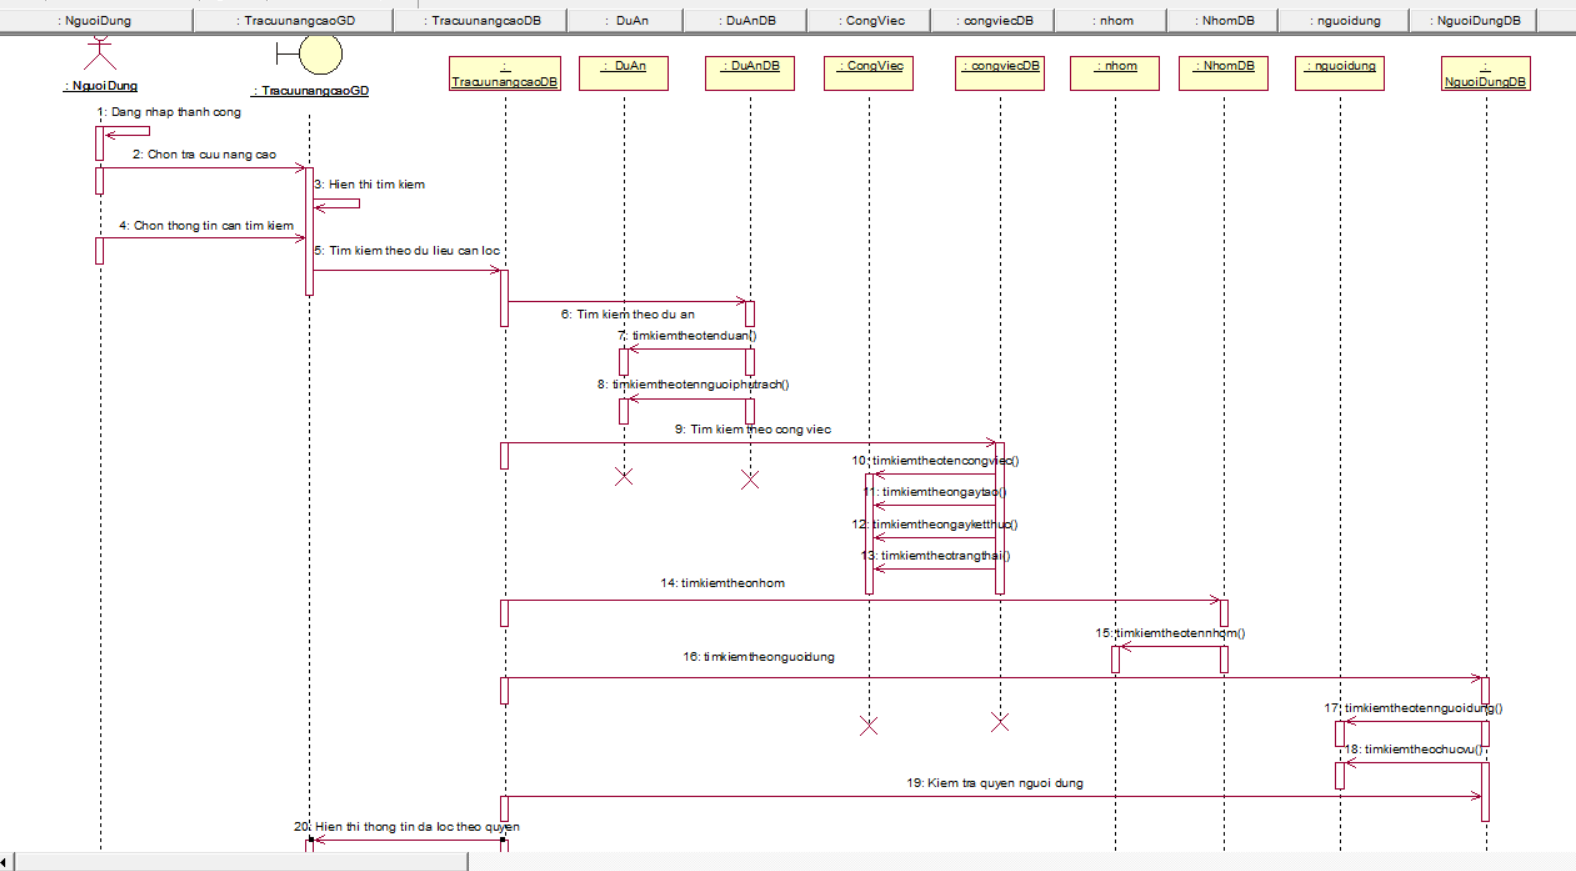 : NguoiDung
: TracuunangcaoGD
: TracuunangcaoDB
: DuAn
: DuAnDB
: CongViec
: congviecDB
: nhom
: NhomDB
: nguoidung
: NguoiDungDB
: NguoiDung
: TracuunangcaoGD
:
TracuunangcaoDB
: DuAn
: DuAnDB
: CongViec
: congviecDB
: nhom
: NhomDB
: nguoidung
:
NguoiDungDB
1: Dang nhap thanh cong
2: Chon tra cuu nang cao
3: Hien thi tim kiem
4: Chon thong tin can tim kiem
5: Tim kiem theo du lieu can loc
6: Tim kiem theo du an
7: timkiemtheotenduan()
8: timkiemtheotennguoiphutrach()
9: Tim kiem theo cong viec
10: timkiemtheotencongviec()
11: timkiemtheongaytao()
12: timkiemtheongayketthuc()
13: timkiemtheotrangthai()
14: timkiemtheonhom
15: timkiemtheotennhom()
16: timkiemtheonguoidung
17: timkiemtheotennguoidung()
18: timkiemtheochucvu()
19: Kiem tra quyen nguoi dung
20: Hien thi thong tin da loc theo quyen